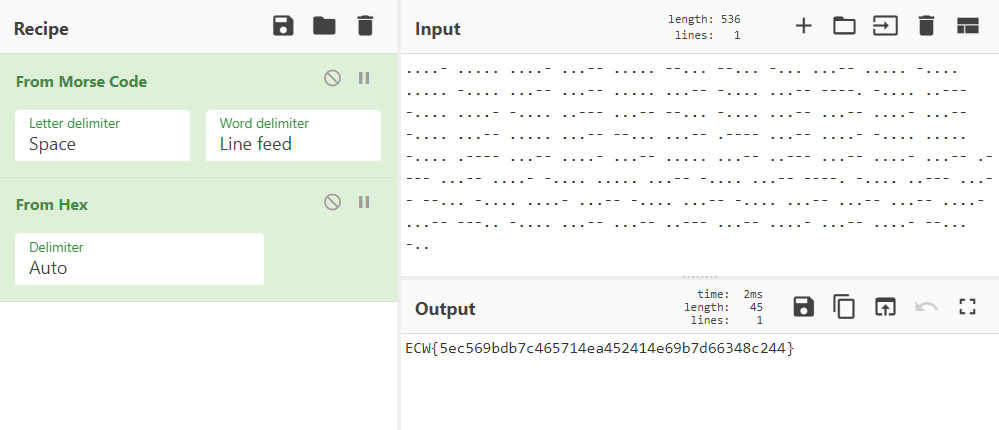 Recipe
From Morse Code
Letter delimiter
Space
Word delimiter
Line feed
From Hex
Delimiter
Auto
Input
length: 536
lines: 1
....- ..... ....- ...-- ..... --... --... -... ...-- ..... -....
..... -.... ...-- ...-- ..... ...-- -.... ...-- ----. -.... ..---
-.... ....- -.... ..--- ...-- --... -.... ...-- ...-- ....- ...--
-.... ...-- ..... ...-- --... ...-- .---- ...-- ....- -.... .....
-.... .---- ...-- ....- ...-- ..... ...-- ..--- ...-- ....- ...-- .-
--- ...-- ....- -.... ..... ...-- -.... ...-- ----. -.... ..--- ...-
- --... -.... ....- ...-- -.... ...-- -.... ...-- ...-- ...-- ....-
...-- ---.. -.... ...-- ...-- ..--- ...-- ....- ...-- ....- --...
-..
Output
time: 2ms
length: 45
lines: 1
ECW{5ec569bdb7c465714ea452414e69b7d66348c244}